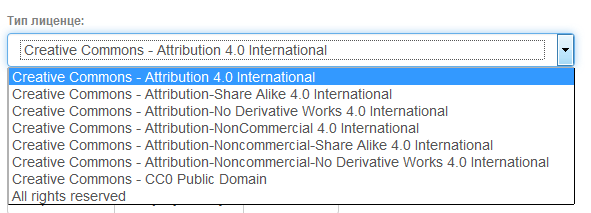 Тип лиценце:
Creative Commons - Attribution 4.0 International
Creative Commons - Attribution 4.0 International
Creative Commons - Attribution-Share Alike 4.0 International
Creative Commons - Attribution-No Derivative Works 4.0 International
Creative Commons - Attribution-NonCommercial 4.0 International
Creative Commons - Attribution-Noncommercial-Share Alike 4.0 International
Creative Commons - Attribution-Noncommercial-No Derivative Works 4.0 International
Creative Commons - CC0 Public Domain
All rights reserved